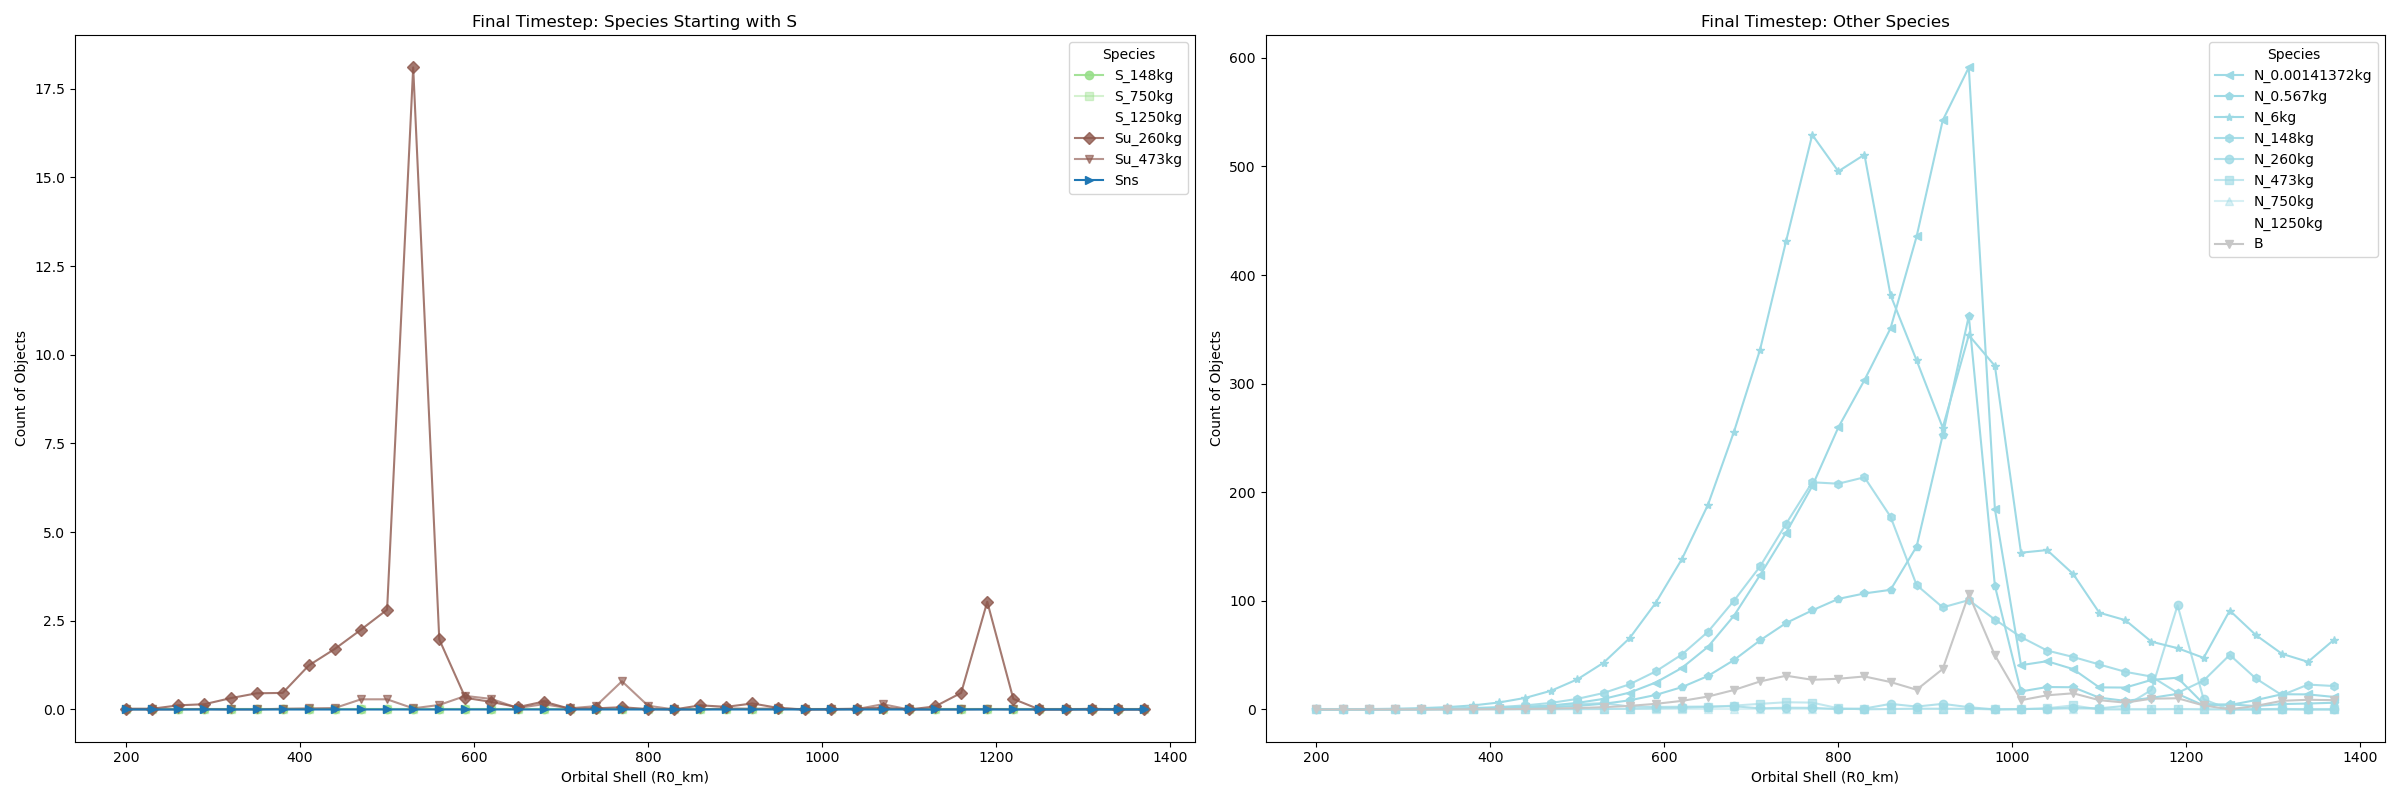 Final Timestep: Species Starting with S
Count of Objects
17.5
15.0
12.5
10.0
7.5
5.0
2.5
0.0
200
400
600
800
1000
1200
1400
Orbital Shell (R0_km)
Species
S_148kg
S_750kg
S_1250kg
Su_260kg
Su_473kg
Sns
Final Timestep: Other Species
Count of Objects
600
500
400
300
200
100
0
200
400
600
800
1000
1200
1400
Orbital Shell (R0_km)
Species
N_0.00141372kg
N_0.567kg
N_6kg
N_148kg
N_260kg
N_473kg
N_750kg
N_1250kg
B